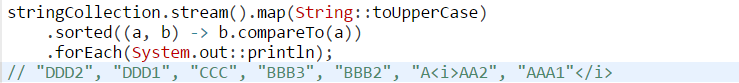 stringCollection.stream().map(String::toUpperCase)
    .sorted((a, b) -> b.compareTo(a))
    .forEach(System.out::println);
// "DDD2", "DDD1", "CCC", "BBB3", "BBB2", "A<i>AA2", "AAA1"</i>